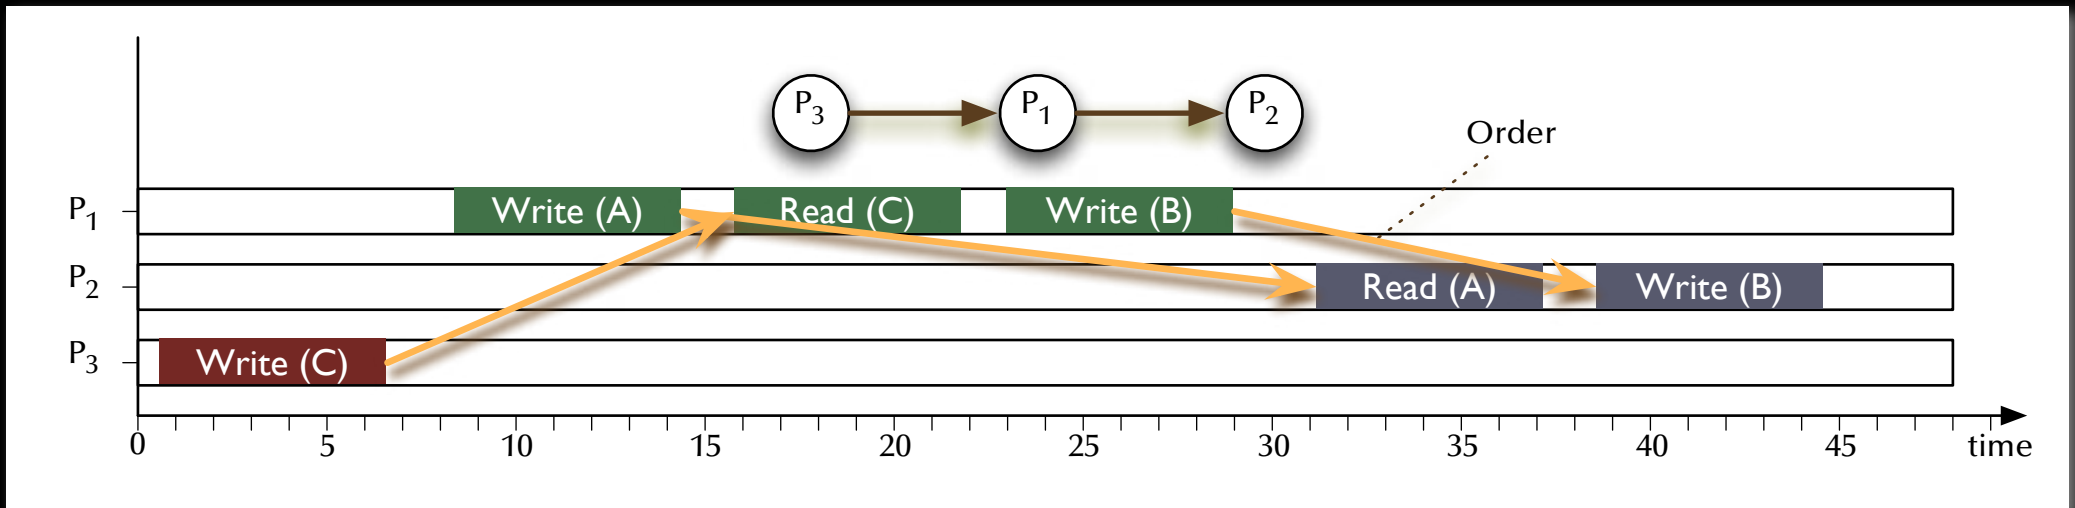 P3 P1 P2
Order
P1 Write (A) Read (C) Write (B)
P2 Read (A) Write (B)
P3 Write (C)
0 5 10 15 20 25 30 35 40 45 time